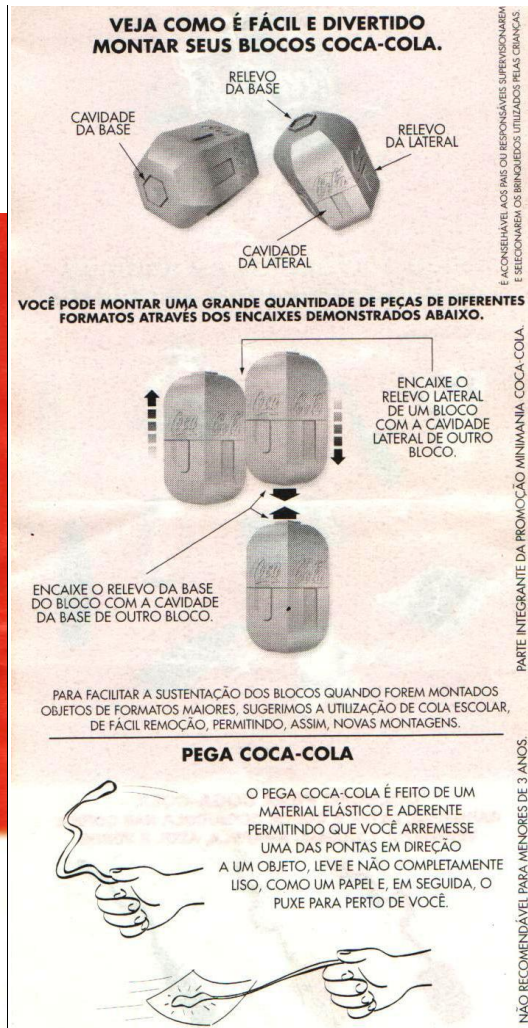 VEJA COMO É FÁCIL E DIVERTIDO
MONTAR SEUS BLOCOS COCA-COLA.
RELEVO
DA BASE
CAVIDADE
DA BASE
RELEVO
DA LATERAL
CAVIDADE
DA LATERAL
É ACONSELHÁVEL AOS PAIS OU RESPONSÁVEIS SUPERVISIONAREM
E SELECIONAREM OS BRINQUEDOS UTILIZADOS PELAS CRIANÇAS.
VOCÊ PODE MONTAR UMA GRANDE QUANTIDADE DE PEÇAS DE DIFERENTES
FORMATOS ATRAVÉS DOS ENCAIXES DEMONSTRADOS ABAIXO.
ENCAIXE O
RELEVO LATERAL
DE UM BLOCO
COM A CAVIDADE
LATERAL DE OUTRO
BLOCO.
ENCAIXE O RELEVO DA BASE
DO BLOCO COM A CAVIDADE
DA BASE DE OUTRO BLOCO.
PARTE INTEGRANTE DA PROMOÇÃO MINIMANIA COCA-COLA.
PARA FACILITAR A SUSTENTAÇÃO DOS BLOCOS QUANDO FOREM MONTADOS
OBJETOS DE FORMATOS MAIORES, SUGERIMOS A UTILIZAÇÃO DE COLA ESCOLAR,
DE FÁCIL REMOÇÃO, PERMITINDO, ASSIM, NOVAS MONTAGENS.
PEGA COCA-COLA
O PEGA COCA-COLA É FEITO DE UM
MATERIAL ELÁSTICO E ADERENTE
PERMITINDO QUE VOCÊ ARREMESSE
UMA DAS PONTAS EM DIREÇÃO
A UM OBJETO, LEVE E NÃO COMPLETAMENTE
LISO, COMO UM PAPEL E, EM SEGUIDA, O
PUXE PARA PERTO DE VOCÊ.
NÃO RECOMENDÁVEL PARA MENORES DE 3 ANOS.